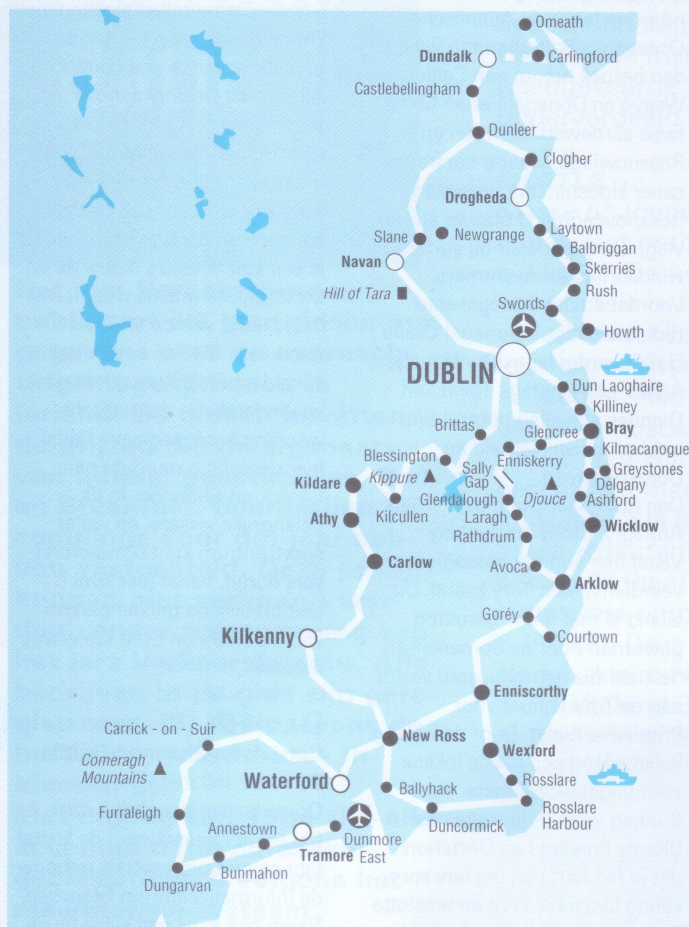 Omeath
Dundalk
Carlingford
Castlebellingham
Dunleer
Clogher
Drogheda
Slane
Newgrange
Laytown
Balbriggan
Navan
Skerries
Hill of Tara
Rush
Swords
Howth
DUBLIN
Dun Laoghaire
Killiney
Brittas
Glencree
Bray
Kilmacanogue
Blessington
Sally
Gap
Enniskerry
Greystones
Kippure
Delgany
Kildare
Glendalough
Djouce
Ashford
Kilcullen
Laragh
Athy
Rathdrum
Wicklow
Carlow
Avoca
Arklow
Goréy
Kilkenny
Courtown
Enniscorthy
Carrick - on - Suir
New Ross
Wexford
Comeragh
Mountains
Waterford
Ballyhack
Rosslare
Furraleigh
Annestown
Dunmore
East
Duncormick
Rosslare
Harbour
Tramore
Bunmahon
Dungarvan